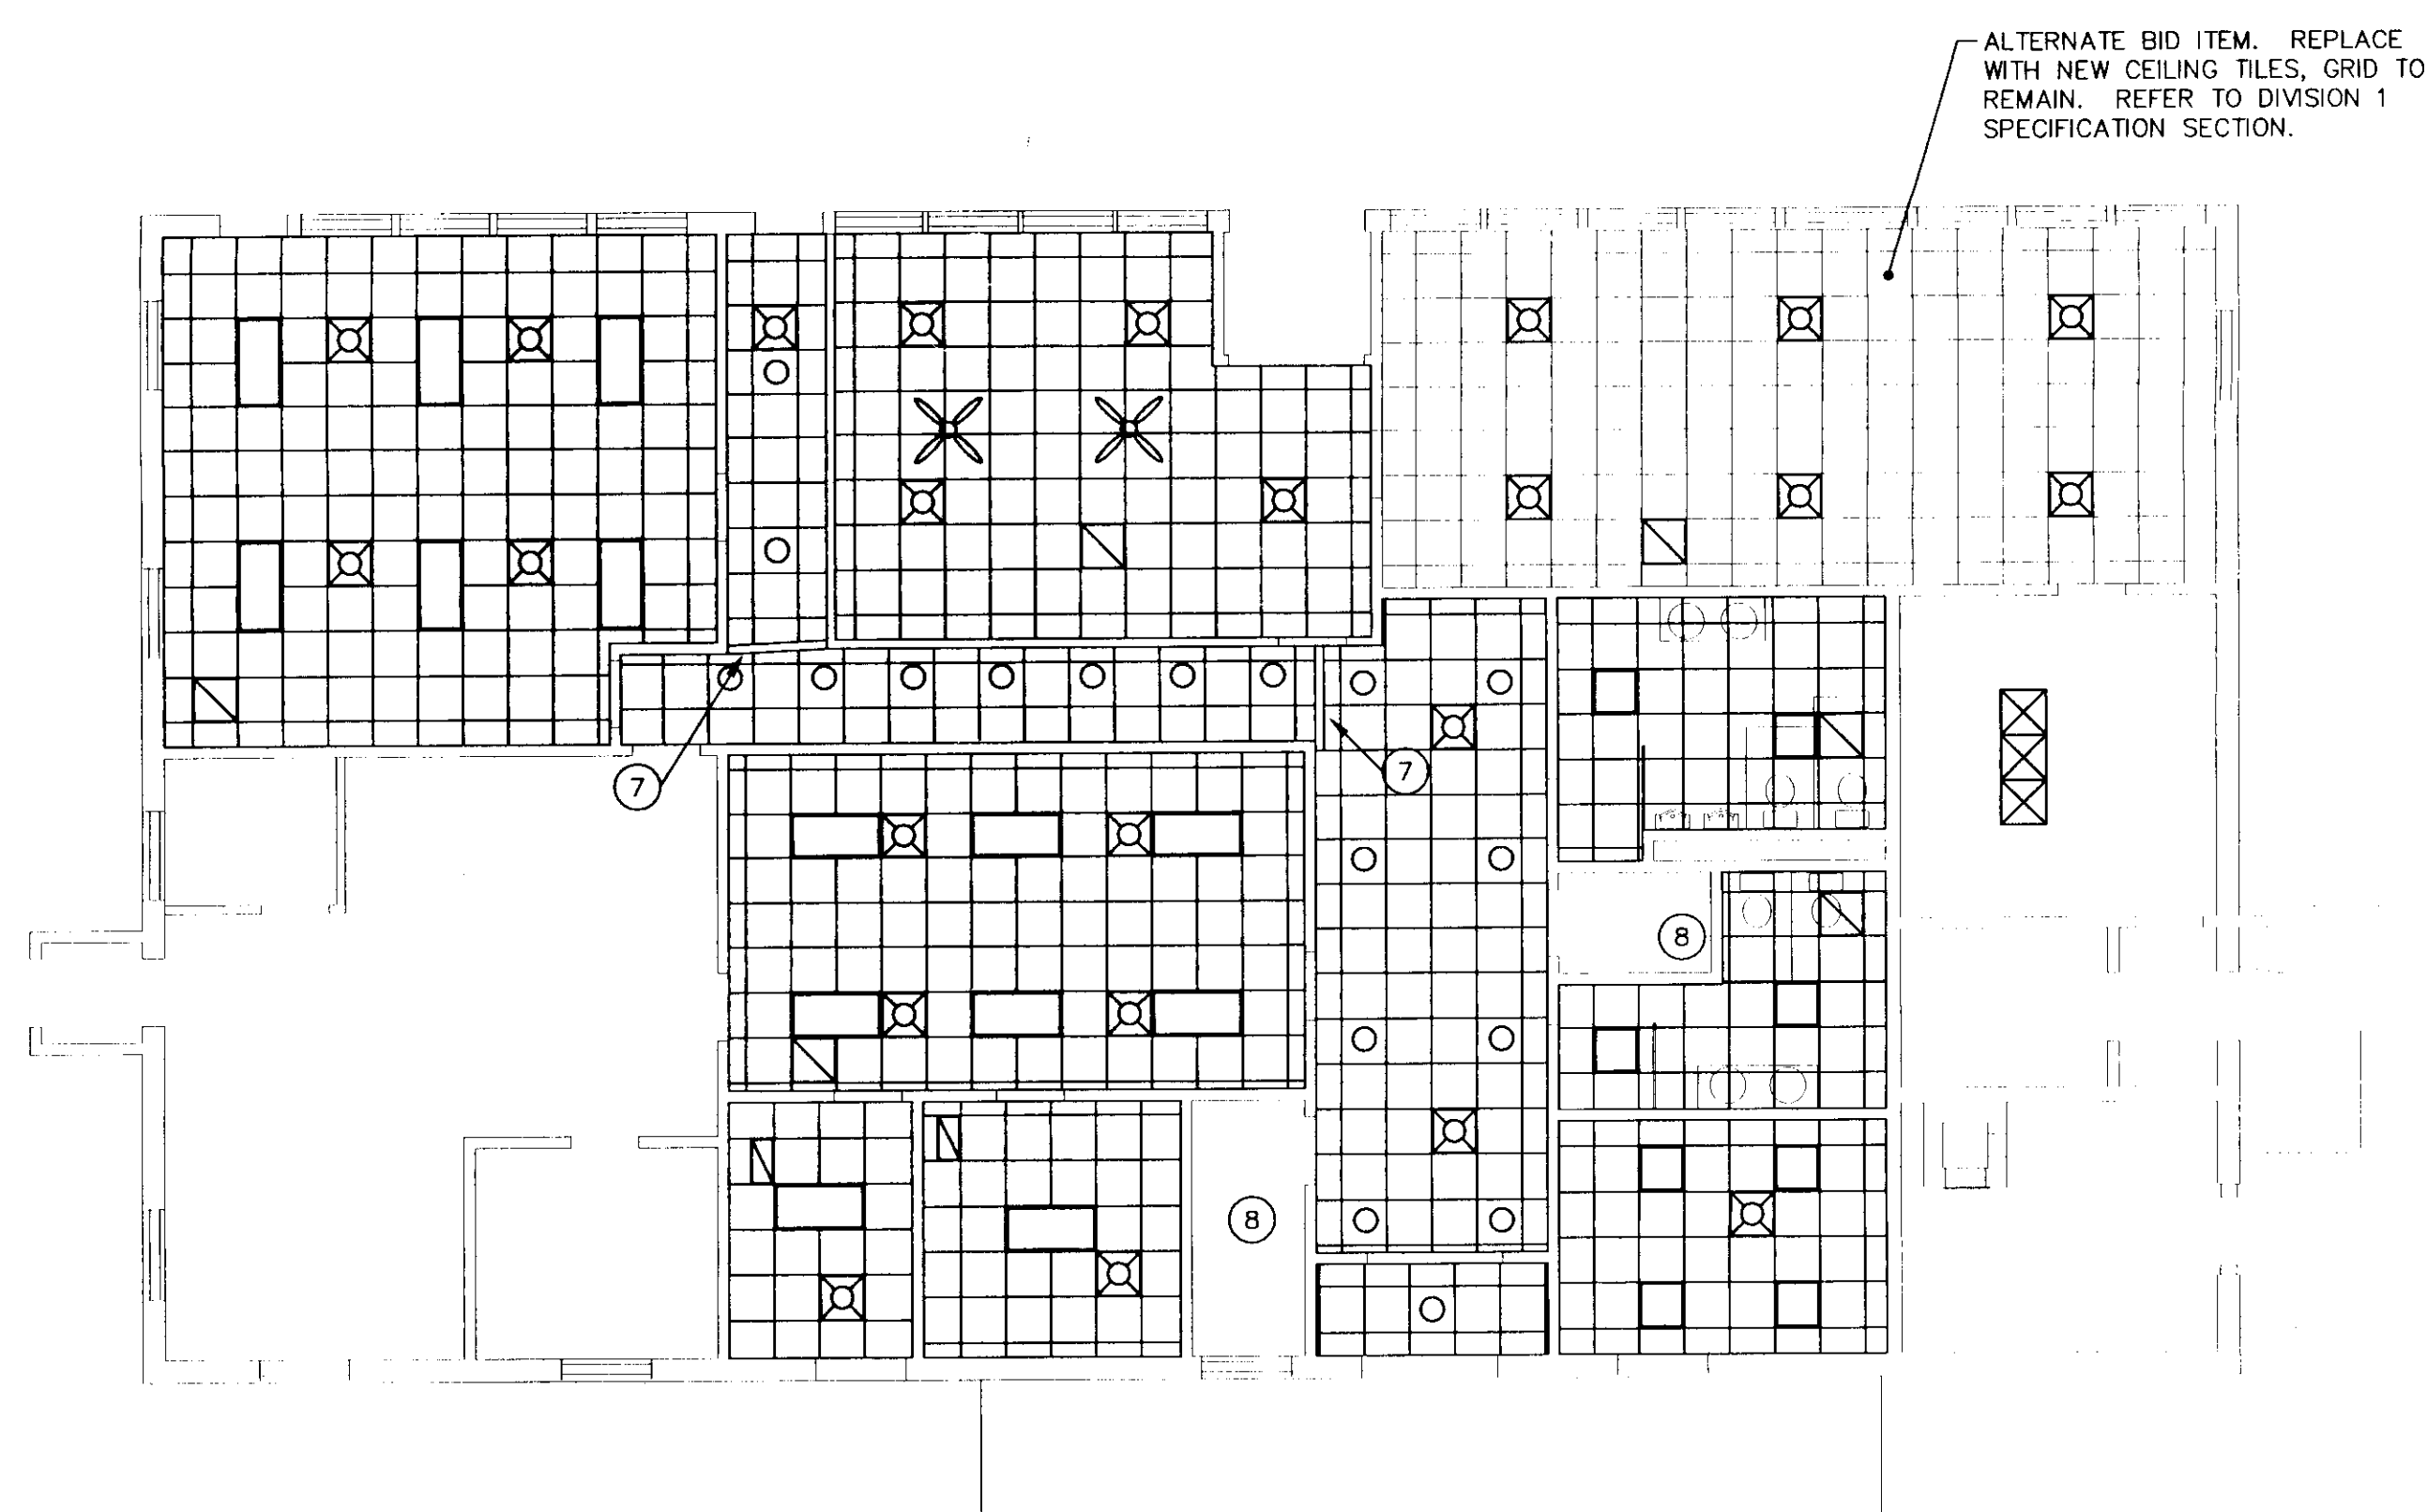 ALTERNATE BID ITEM. REPLACE
WITH NEW CEILING TILES, GRID TO
REMAIN. REFER TO DIVISION 1
SPECIFICATION SECTION.
7
7
8
8